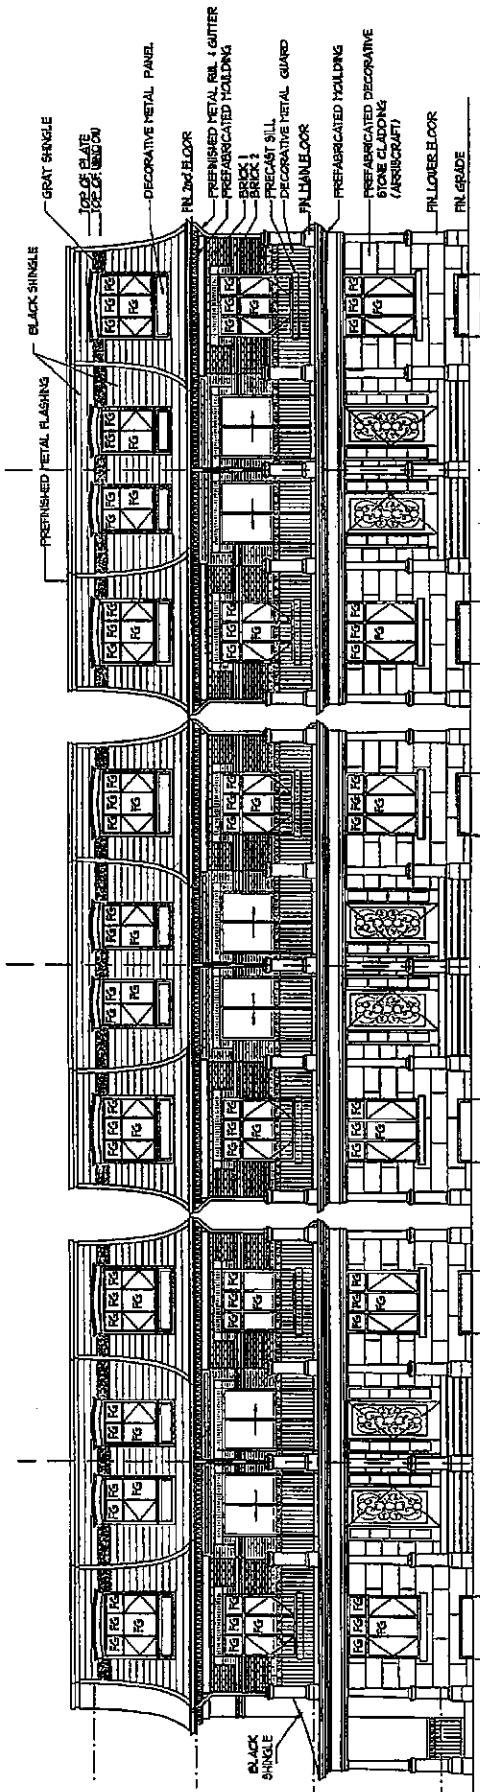 PREFINISHED METAL FLASHING
BLACK SHINGLE
GRAY SHINGLE
TOP OF PLATE
TOP OF WINDOW
DECORATIVE METAL PANEL
FIN 2nd FLOOR
PREFINISHED METAL RWL & GUTTER
PREFABRICATED MOULDING
BRICK 1
BRICK 2
PRECAST SILL
DECORATIVE METAL GUARD
FIN MAIN FLOOR
PREFABRICATED MOULDING
PREFABRICATED DECORATIVE
STONE CLADDING
(ARRISCRAFT)
FIN LOWER FLOOR
FIN GRADE
BLACK
SHINGLE